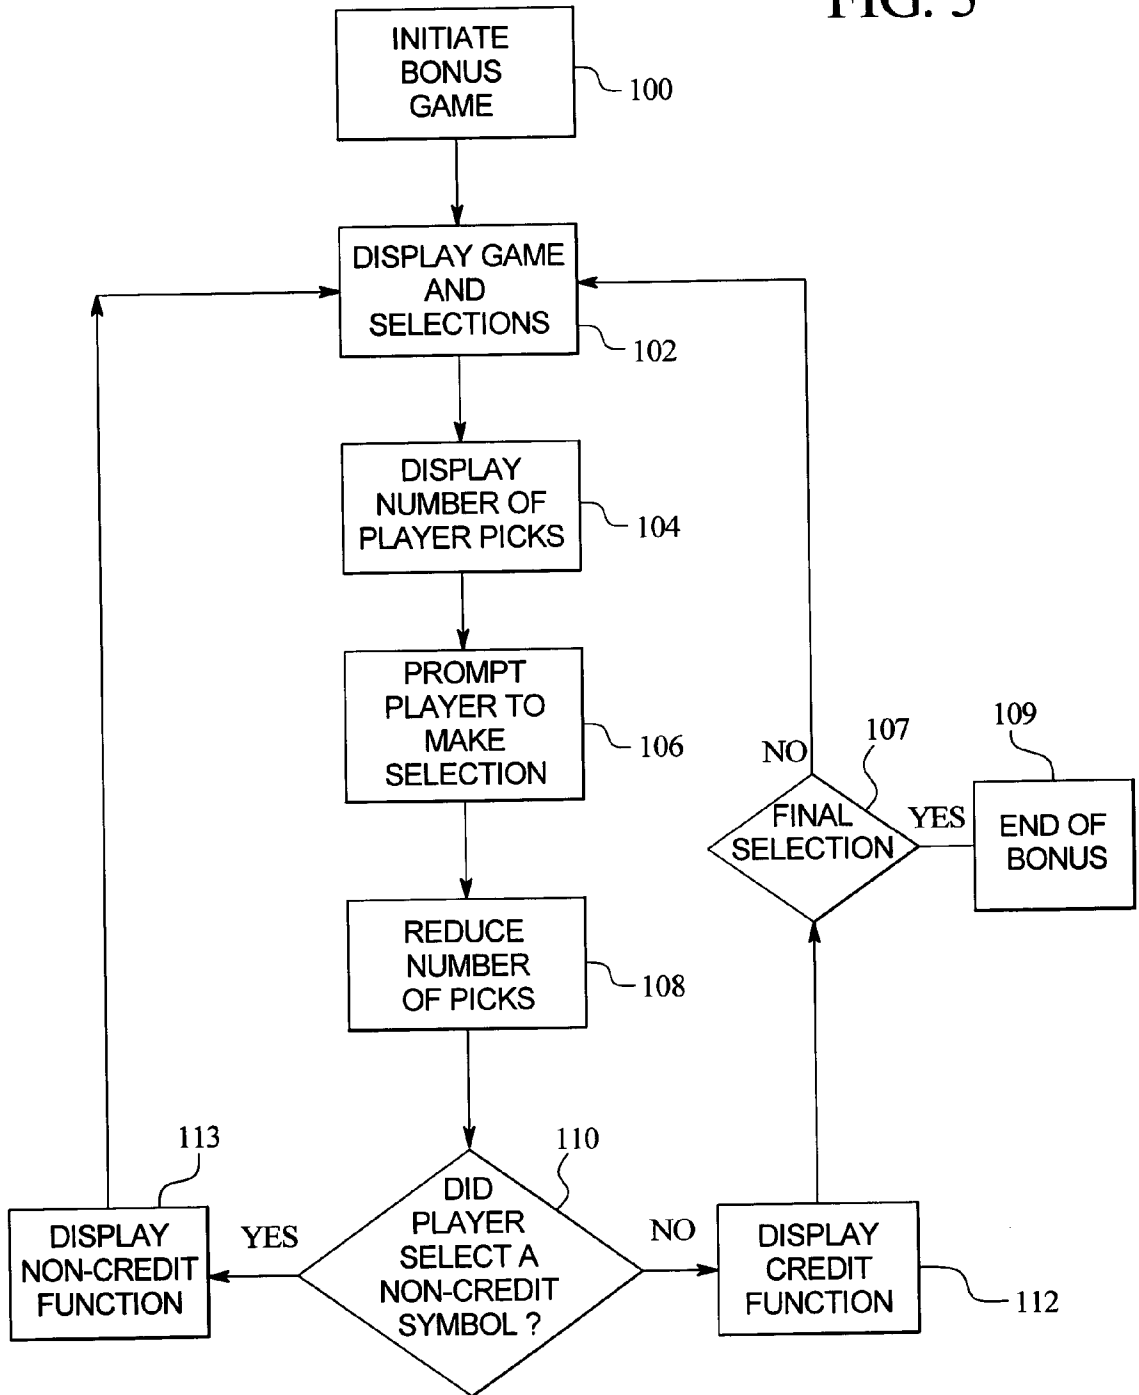 FIG. 5
INITIATE
BONUS
GAME
100
DISPLAY GAME
AND
SELECTIONS
102
DISPLAY
NUMBER OF
PLAYER PICKS
104
PROMPT
PLAYER TO
MAKE
SELECTION
106
107
109
NO
FINAL
SELECTION
YES
END OF
BONUS
REDUCE
NUMBER
OF PICKS
108
113
110
DISPLAY
NON-CREDIT
FUNCTION
YES
DID
PLAYER
SELECT A
NON-CREDIT
SYMBOL ?
NO
DISPLAY
CREDIT
FUNCTION
112